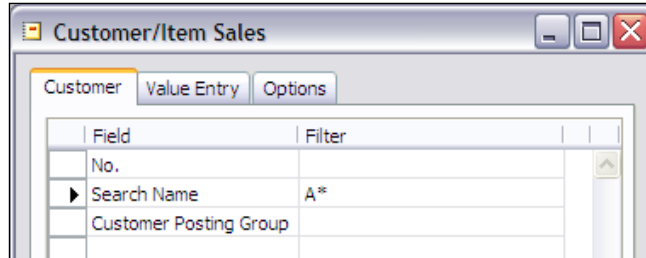 Customer/Item Sales
Customer Value Entry Options
Field Filter
No.
Search Name A*
Customer Posting Group